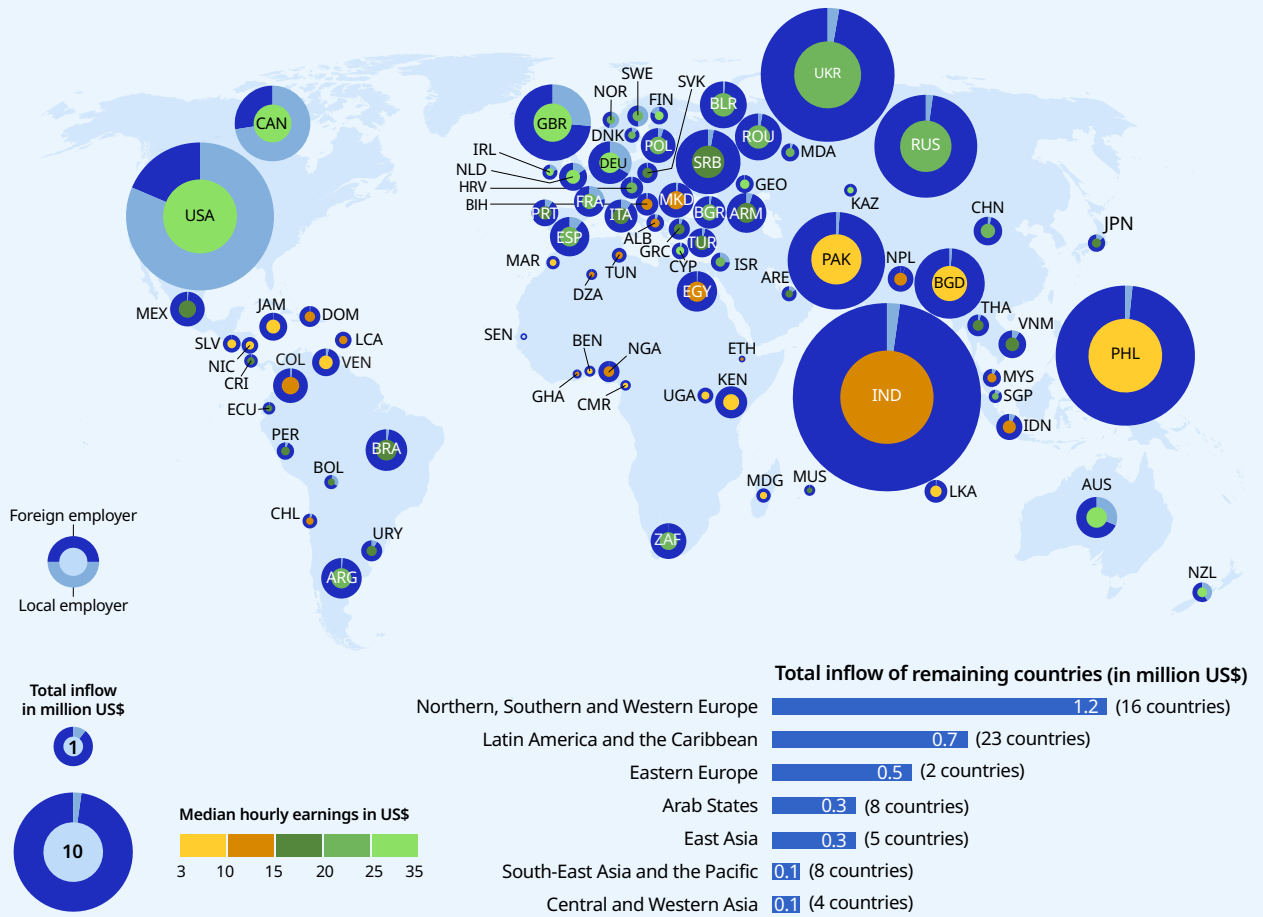 SWE
NOR
SVK
FIN
UKR
CAN
GBR
DNK
BLR
POL
ROU
RUS
IRL
DEU
SRB
MDA
NLD
HRV
GEO
BIH
FRA
MKD
KAZ
USA
PRT
ITA
BGR
ARM
CHN
JPN
ESP
ALB
GRC
TUR
MAR
TUN
CYP
ISR
PAK
NPL
DZA
EGY
ARE
BGD
MEX
JAM
DOM
THA
VNM
SLV
LCA
SEN
BEN
NGA
ETH
PHL
NIC
COL
VEN
CRI
GHA
CMR
UGA
KEN
IND
MYS
SGP
ECU
IDN
PER
BRA
BOL
MDG
MUS
LKA
AUS
CHL
URY
ZAF
ARG
NZL
Foreign employer
Local employer
Total inflow
in million US$
1
10
Median hourly earnings in US$
3 10 15 20 25 35
Total inflow of remaining countries (in million US$)
Northern, Southern and Western Europe 1.2 (16 countries)
Latin America and the Caribbean 0.7 (23 countries)
Eastern Europe 0.5 (2 countries)
Arab States 0.3 (8 countries)
East Asia 0.3 (5 countries)
South-East Asia and the Pacific 0.1 (8 countries)
Central and Western Asia 0.1 (4 countries)